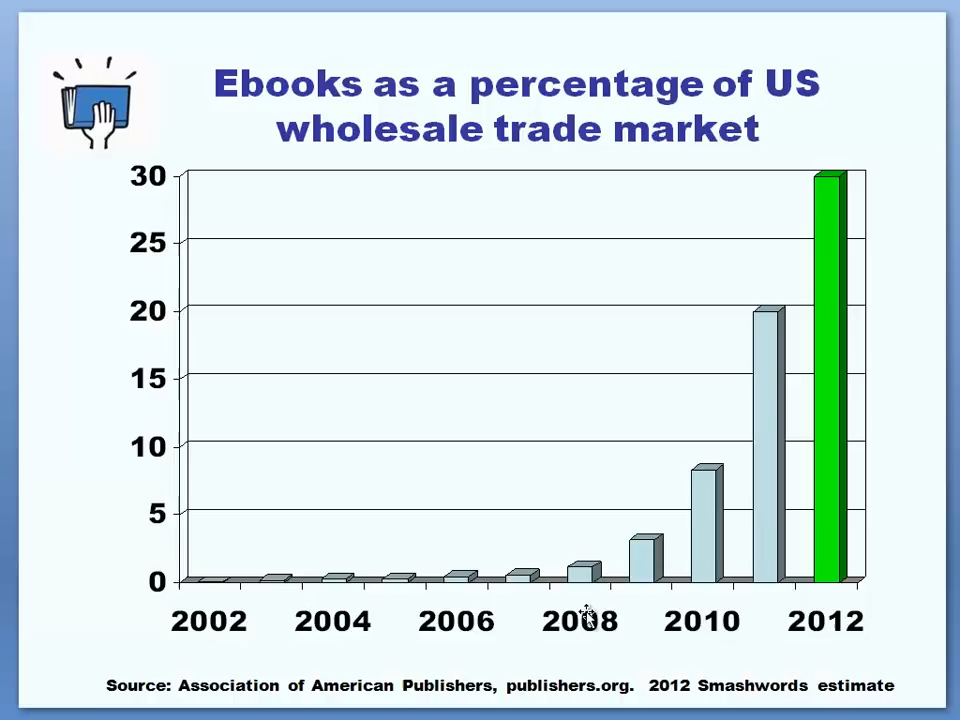 Ebooks as a percentage of US
wholesale trade market
30
25
20
15
10
5
0
2002 2004 2006 2008 2010 2012
Source: Association of American Publishers, publishers.org. 2012 Smashwords estimate